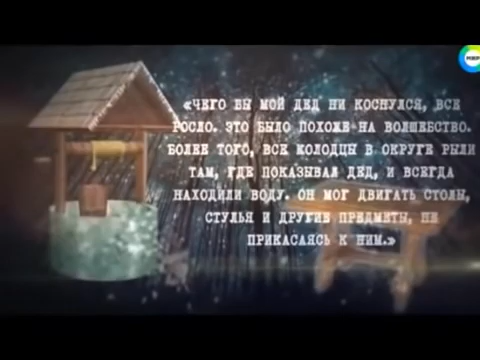 МИР
«ЧЕГО БЫ МОЙ ДЕД НИ КОСНУЛСЯ, ВСЕ
РОСЛО. ЭТО БЫЛО ПОХОЖЕ НА ВОЛШЕБСТВО.
БОЛЕЕ ТОГО, ВСЕ КОЛОДЦЫ В ОКРУГЕ РЫЛИ
ТАМ, ГДЕ ПОКАЗЫВАЛ ДЕД, И ВСЕГДА
НАХОДИЛИ ВОДУ. ОН МОГ ДВИГАТЬ СТОЛЫ,
СТУЛЬЯ И ДРУГИЕ ПРЕДМЕТЫ, НЕ
ПРИКАСАЯСЬ К НИМ.»